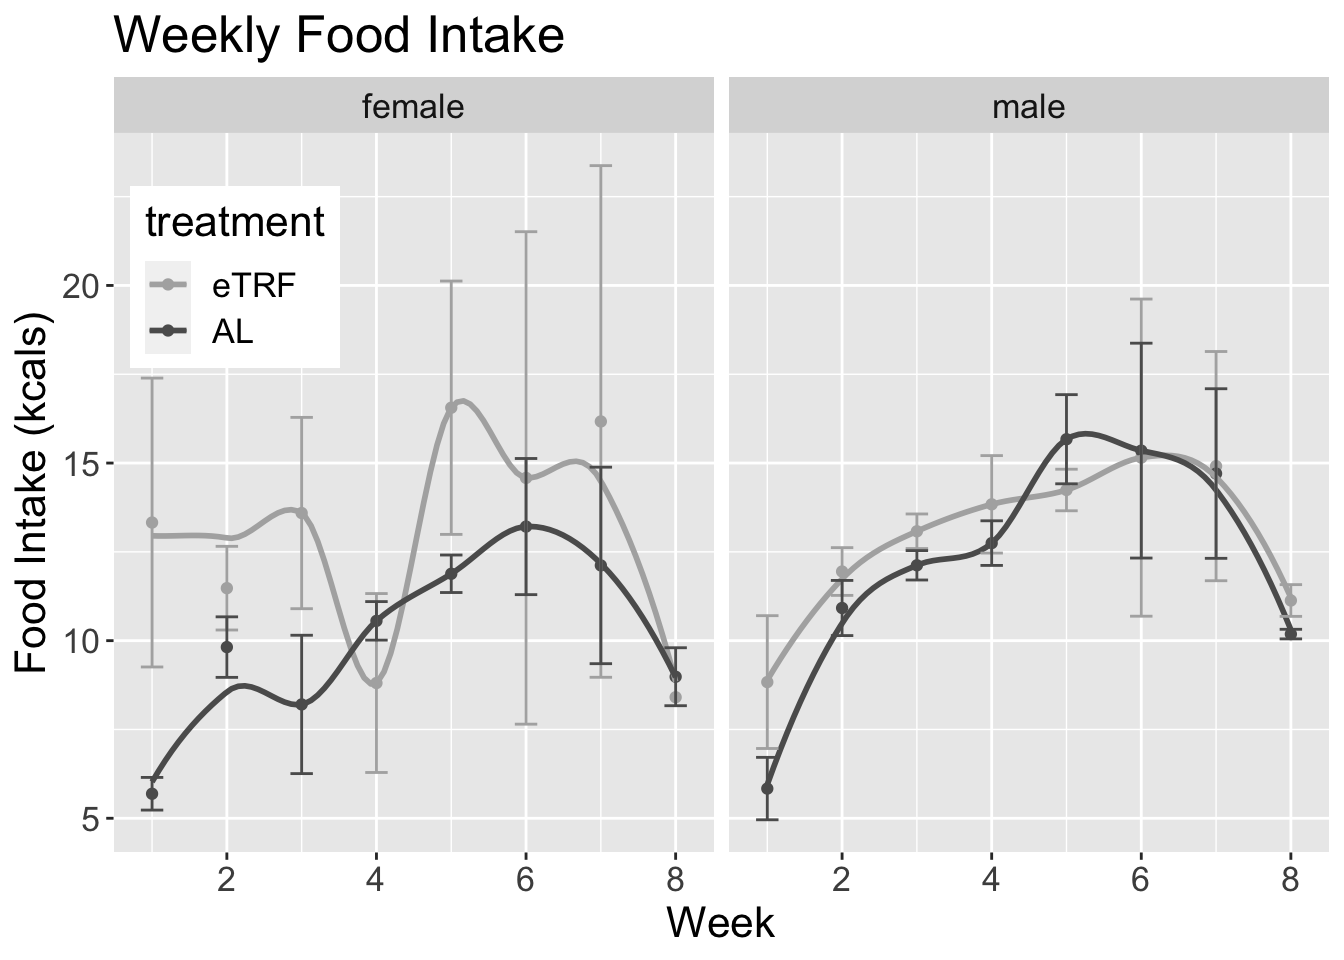 Weekly Food Intake
female
male
treatment
eTRF
AL
Food Intake (kcals)
20
15
10
5
2 4 6 8
2 4 6 8
Week